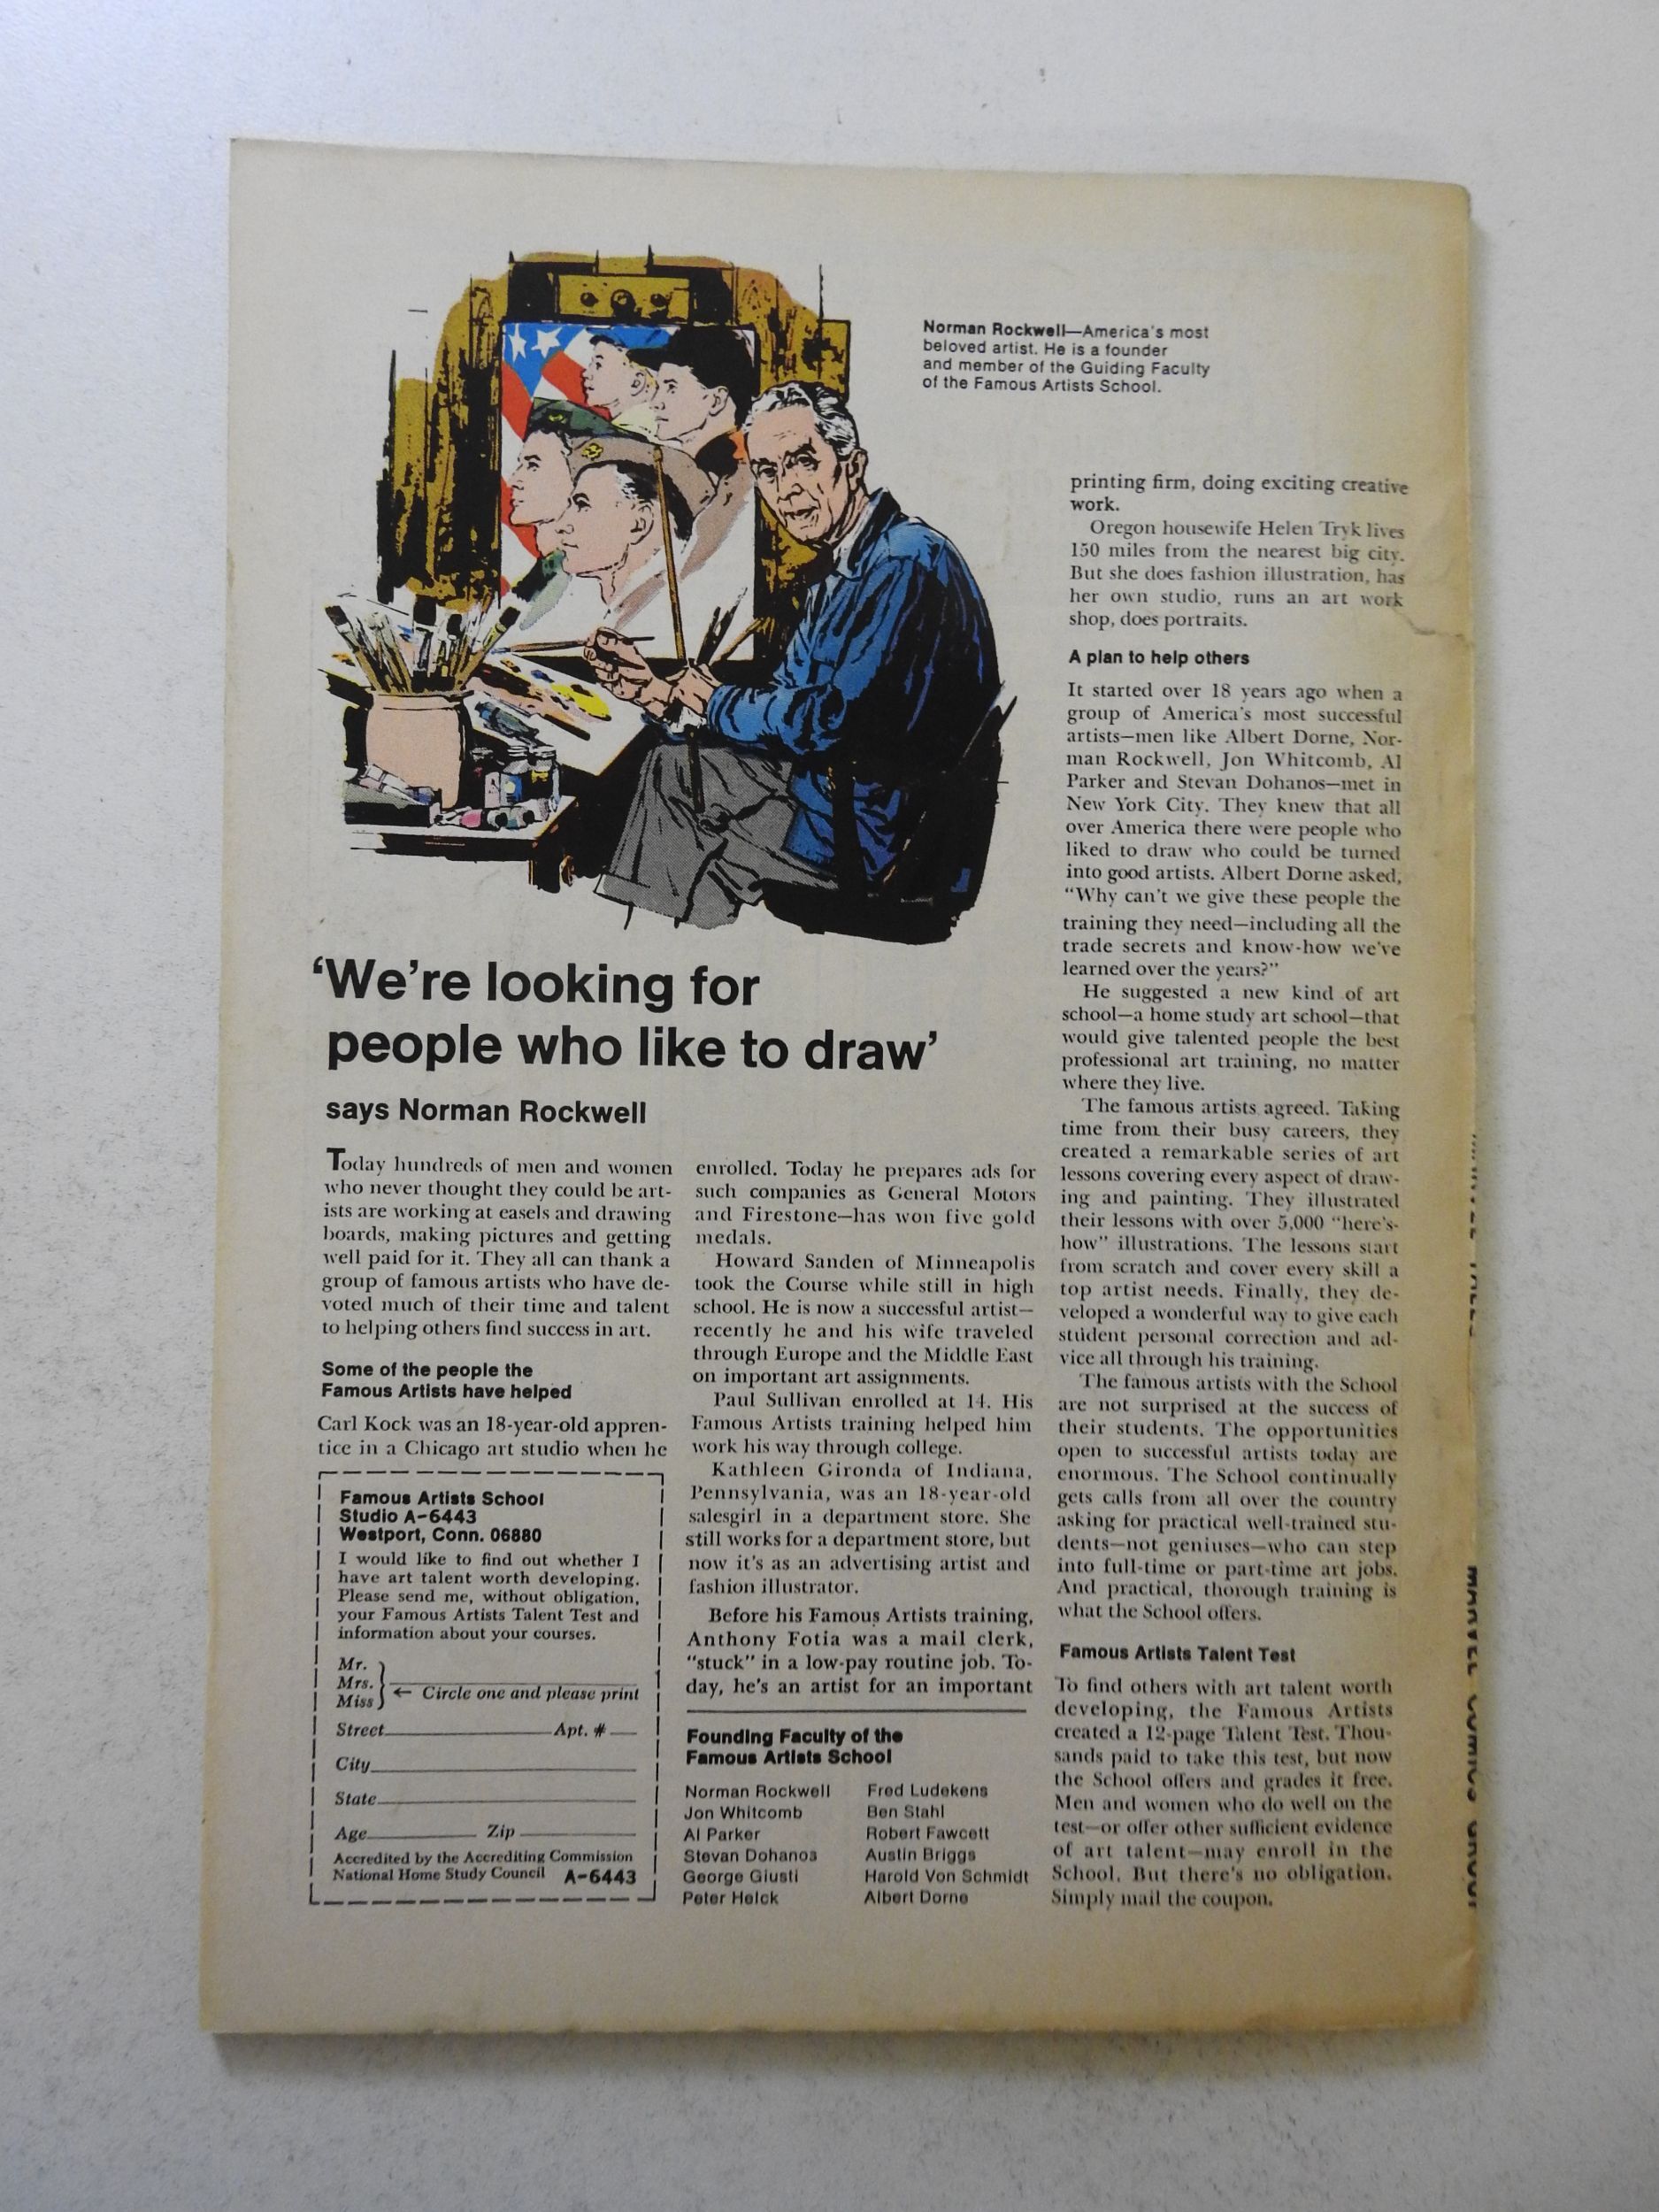 Norman Rockwell—America's most
beloved artist. He is a founder
and member of the Guiding Faculty
of the Famous Artists School.
'We're looking for
people who like to draw'
says Norman Rockwell
Today hundreds of men and women
who never thought they could be art-
ists are working at easels and drawing
boards, making pictures and getting
well paid for it. They all can thank a
group of famous artists who have de-
voted much of their time and talent
to helping others find success in art.
Some of the people the
Famous Artists have helped
Carl Kock was an 18-year-old appren-
tice in a Chicago art studio when he
enrolled. Today he prepares ads for
such companies as General Motors
and Firestone—has won five gold
medals.
Howard Sanden of Minneapolis
took the Course while still in high
school. He is now a successful artist—
recently he and his wife traveled
through Europe and the Middle East
on important art assignments.
Paul Sullivan enrolled at 14. His
Famous Artists training helped him
work his way through college.
Kathleen Gironda of Indiana,
Pennsylvania, was an 18-year-old
salesgirl in a department store. She
still works for a department store, but
now it's as an advertising artist and
fashion illustrator.
Before his Famous Artists training,
Anthony Fotia was a mail clerk,
"stuck" in a low-pay routine job. To-
day, he's an artist for an important
printing firm, doing exciting creative
work.
Oregon housewife Helen Tryk lives
150 miles from the nearest big city.
But she does fashion illustration, has
her own studio, runs an art work
shop, does portraits.
A plan to help others
It started over 18 years ago when a
group of America's most successful
artists—men like Albert Dorne, Nor-
man Rockwell, Jon Whitcomb, Al
Parker and Stevan Dohanos—met in
New York City. They knew that all
over America there were people who
liked to draw who could be turned
into good artists. Albert Dorne asked,
"Why can't we give these people the
training they need—including all the
trade secrets and know-how we've
learned over the years?"
He suggested a new kind of art
school—a home study art school—that
would give talented people the best
professional art training, no matter
where they live.
The famous artists agreed. Taking
time from their busy careers, they
created a remarkable series of art
lessons covering every aspect of draw-
ing and painting. They illustrated
their lessons with over 5,000 "here's-
how" illustrations. The lessons start
from scratch and cover every skill a
top artist needs. Finally, they de-
veloped a wonderful way to give each
student personal correction and ad-
vice all through his training.
The famous artists with the School
are not surprised at the success of
their students. The opportunities
open to successful artists today are
enormous. The School continually
gets calls from all over the country
asking for practical well-trained stu-
dents—not geniuses—who can step
into full-time or part-time art jobs.
And practical, thorough training is
what the School offers.
Famous Artists Talent Test
To find others with art talent worth
developing, the Famous Artists
created a 12-page Talent Test. Thou-
sands paid to take this test, but now
the School offers and grades it free.
Men and women who do well on the
test—or offer other sufficient evidence
of art talent—may enroll in the
School. But there's no obligation.
Simply mail the coupon.
Famous Artists School
Studio A-6443
Westport, Conn. 06880
I would like to find out whether I
have art talent worth developing.
Please send me, without obligation,
your Famous Artists Talent Test and
information about your courses.
Mr.
Mrs.
Miss
← Circle one and please print
Street Apt. #
City
State
Age Zip
Accredited by the Accrediting Commission
National Home Study Council A-6443
Founding Faculty of the
Famous Artists School
Norman Rockwell
Jon Whitcomb
Al Parker
Stevan Dohanos
George Giusti
Peter Helck
Fred Ludekens
Ben Stahl
Robert Fawcett
Austin Briggs
Harold Von Schmidt
Albert Dorne
MARVEL COMICS GROUP